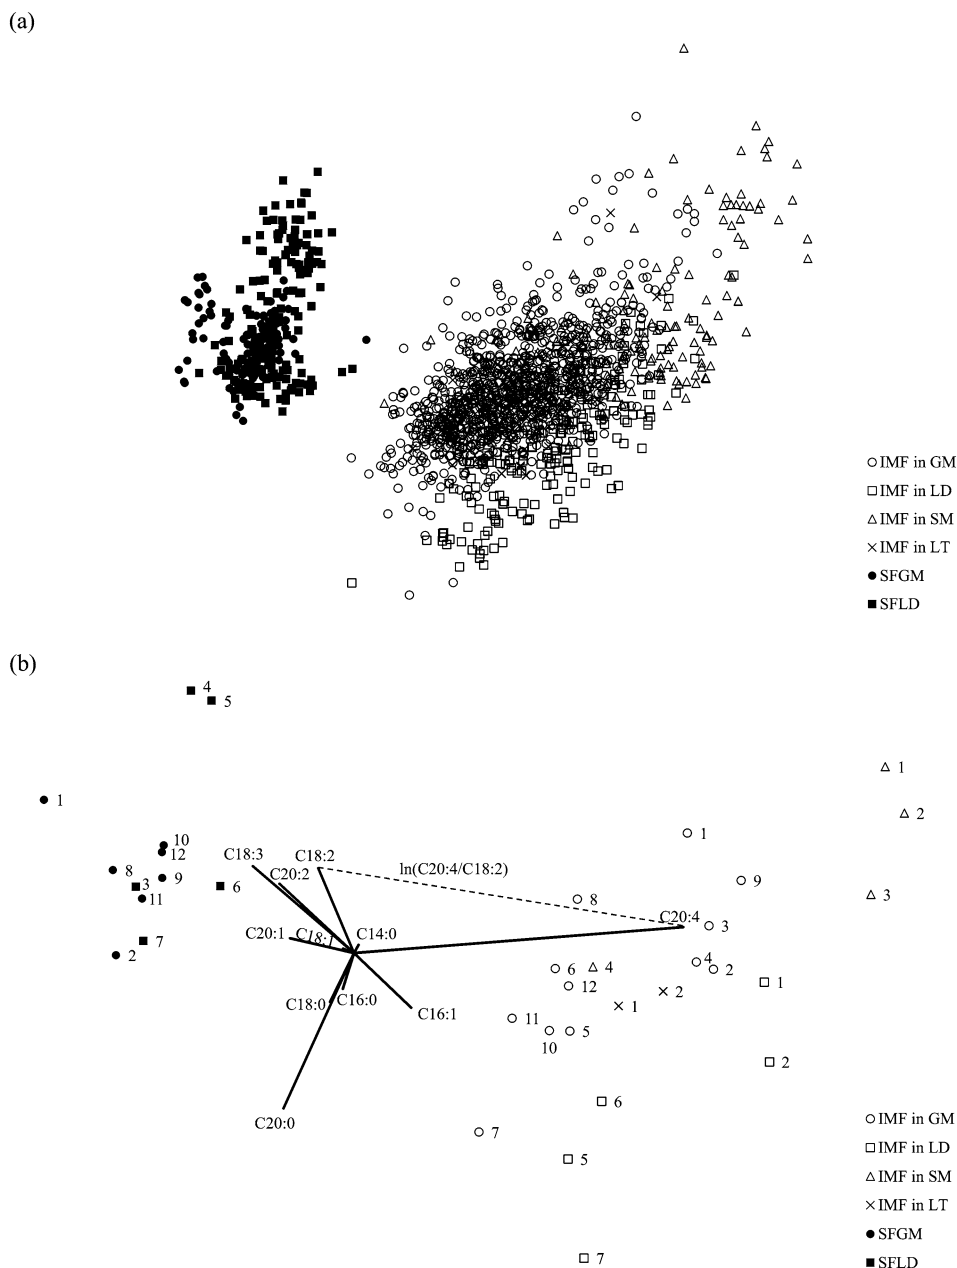 (a)
IMF in GM
IMF in LD
IMF in SM
IMF in LT
SFGM
SFLD
(b)
4
5
1
1
2
10
12
8
9
3
11
6
7
2
C18:3
C18:2
C20:2
ln(C20:4/C18:2)
C20:1
C18:1
C14:0
C20:4
C18:0
C16:0
C16:1
C20:0
1
9
8
3
3
4
2
6
4
12
1
2
1
11
5
10
2
6
7
5
7
IMF in GM
IMF in LD
IMF in SM
IMF in LT
SFGM
SFLD